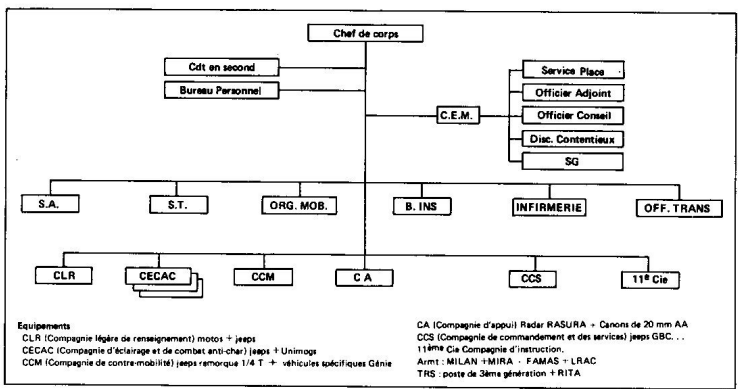 Chef de corps
Cdt en second
Bureau Personnel
C.E.M.
Service Place
Officier Adjoint
Officier Conseil
Disc. Contentieux
SG
S.A.
S.T.
ORG. MOB.
B. INS
INFIRMERIE
OFF. TRANS
CLR
CECAC
CCM
C A
CCS
11e Cie
Equipements
CLR (Compagnie légère de renseignement) motos + jeeps
CECAC (Compagnie d'éclairage et de combat anti-char) jeeps + Unimogs
CCM (Compagnie de contre-mobilité) jeeps remorque 1/4 T + véhicules spécifiques Génie
CA (Compagnie d'appui) Radar RASURA + Canons de 20 mm AA
CCS (Compagnie de commandement et des services) jeeps GBC...
11ème Cie Compagnie d'instruction.
Armt : MILAN + MIRA - FAMAS + LRAC
TRS : poste de 3ème génération + RITA